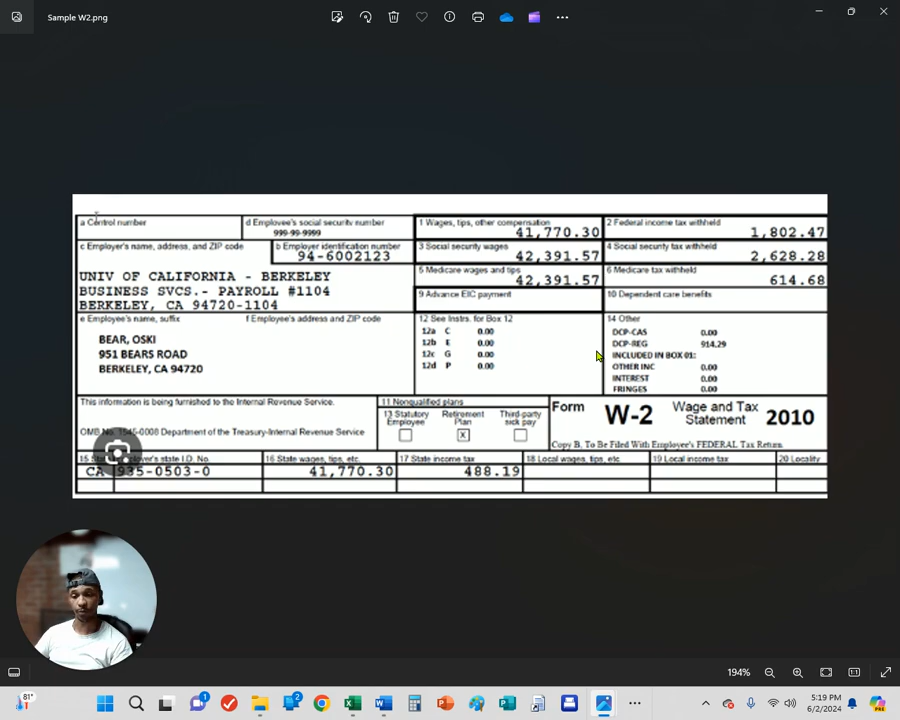 Sample W2.png
a Control number
d Employee's social security number
999-99-9999
1 Wages, tips, other compensation
41,770.30
2 Federal income tax withheld
1,802.47
c Employer's name, address, and ZIP code
b Employer identification number
94-6002123
3 Social security wages
42,391.57
4 Social security tax withheld
2,628.28
UNIV OF CALIFORNIA - BERKELEY
BUSINESS SVCS.- PAYROLL #1104
BERKELEY, CA 94720-1104
5 Medicare wages and tips
42,391.57
6 Medicare tax withheld
614.68
9 Advance EIC payment
10 Dependent care benefits
e Employee's name, suffix
f Employee's address and ZIP code
BEAR, OSKI
951 BEARS ROAD
BERKELEY, CA 94720
12 See Instrs. for Box 12
12a C 0.00
12b E 0.00
12c G 0.00
12d P 0.00
14 Other
DCP-CAS 0.00
DCP-REG 914.29
INCLUDED IN BOX 01:
OTHER INC 0.00
INTEREST 0.00
FRINGES 0.00
This information is being furnished to the Internal Revenue Service.
OMB No. 1545-0008 Department of the Treasury-Internal Revenue Service
11 Nonqualified plans
13 Statutory Employee
Retirement Plan
X
Third-party sick pay
Form W-2 Wage and Tax Statement 2010
Copy B, To Be Filed With Employee's FEDERAL Tax Return.
15 I.D. No.
CA 935-0503-0
16 State wages, tips, etc.
41,770.30
17 State income tax
488.19
18 Local wages, tips, etc.
19 Local income tax
20 Locality
194%
81°
1
2
5:19 PM
6/2/2024
PRE